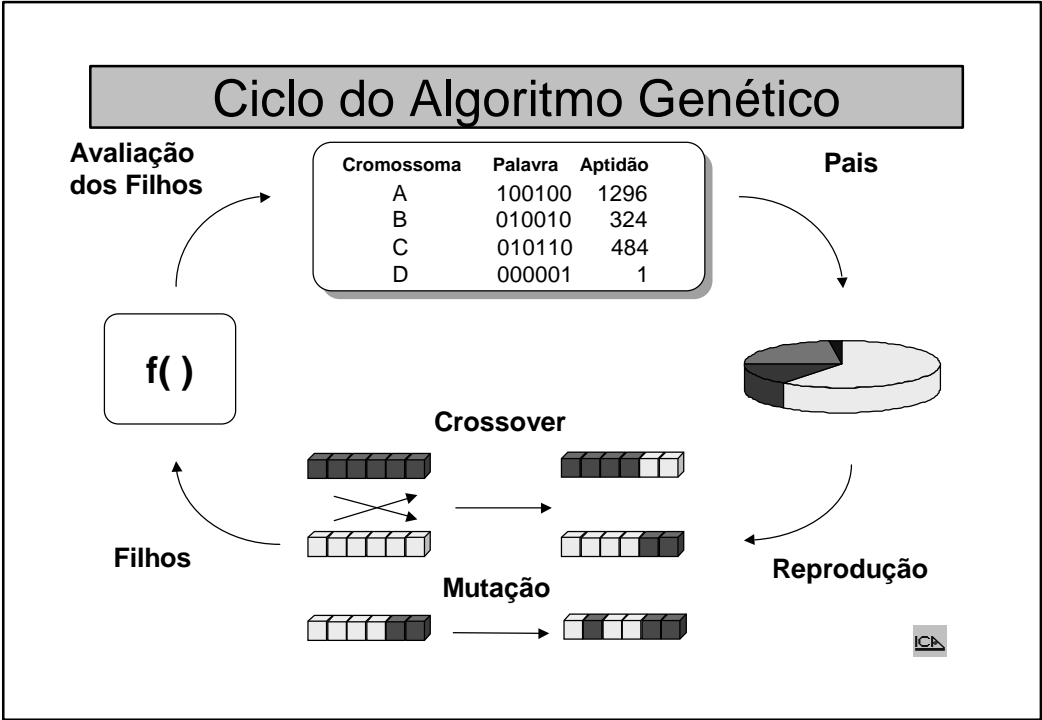 Ciclo do Algoritmo Genético
Avaliação
dos Filhos
Cromossoma Palavra Aptidão
A 100100 1296
B 010010 324
C 010110 484
D 000001 1
Pais
f( )
Crossover
Filhos
Mutação
Reprodução
ICA